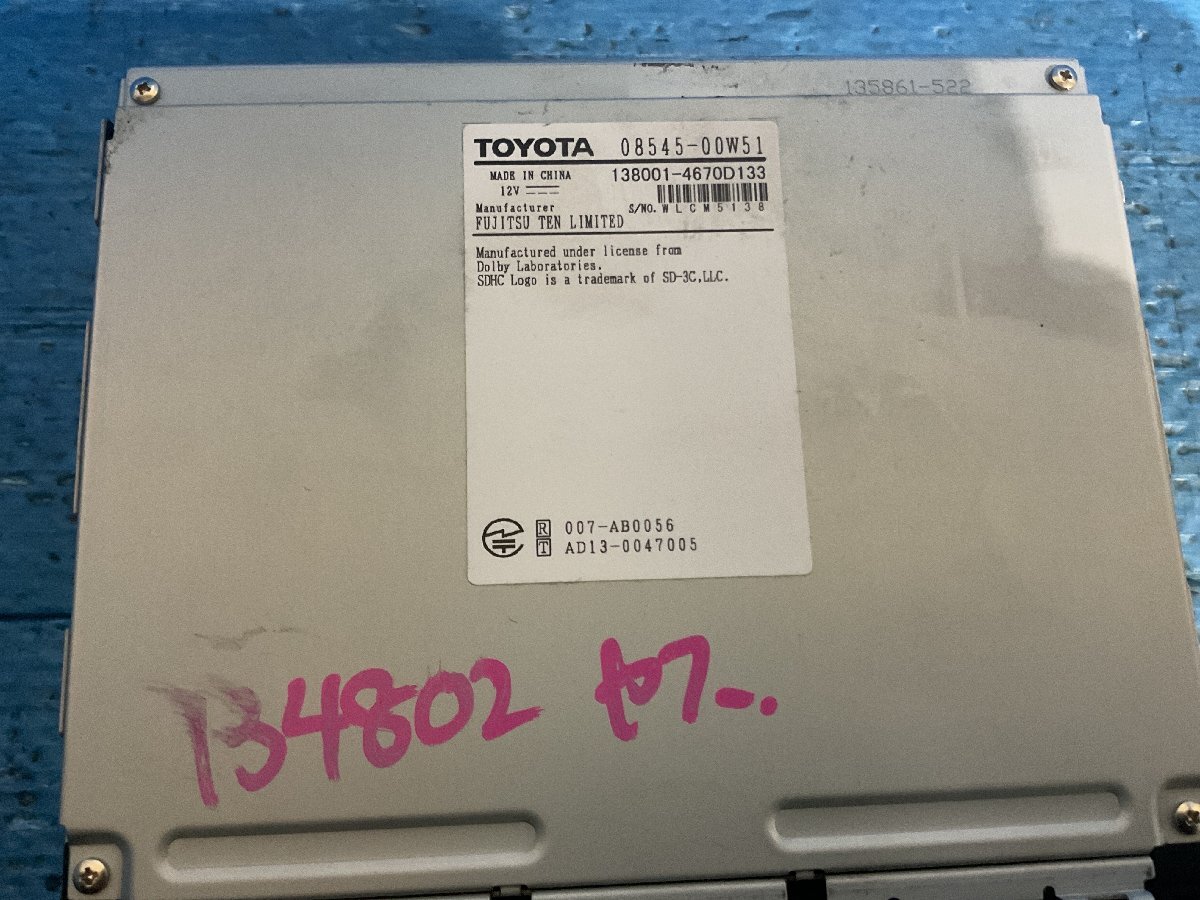 135861-522
TOYOTA 08545-00W51
MADE IN CHINA 138001-4670D133
12V
Manufacturer S/NO. WLCM5138
FUJITSU TEN LIMITED
Manufactured under license from
Dolby Laboratories.
SDHC Logo is a trademark of SD-3C,LLC.
R 007-AB0056
T AD13-0047005
134802